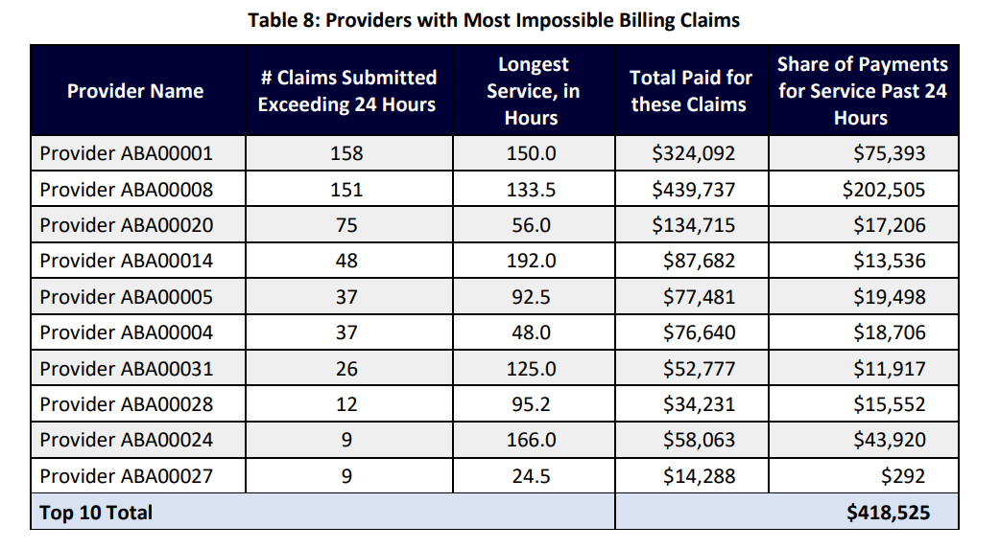 Table 8: Providers with Most Impossible Billing Claims
Provider Name # Claims Submitted Exceeding 24 Hours Longest Service, in Hours Total Paid for these Claims Share of Payments for Service Past 24 Hours
Provider ABA00001 158 150.0 $324,092 $75,393
Provider ABA00008 151 133.5 $439,737 $202,505
Provider ABA00020 75 56.0 $134,715 $17,206
Provider ABA00014 48 192.0 $87,682 $13,536
Provider ABA00005 37 92.5 $77,481 $19,498
Provider ABA00004 37 48.0 $76,640 $18,706
Provider ABA00031 26 125.0 $52,777 $11,917
Provider ABA00028 12 95.2 $34,231 $15,552
Provider ABA00024 9 166.0 $58,063 $43,920
Provider ABA00027 9 24.5 $14,288 $292
Top 10 Total $418,525